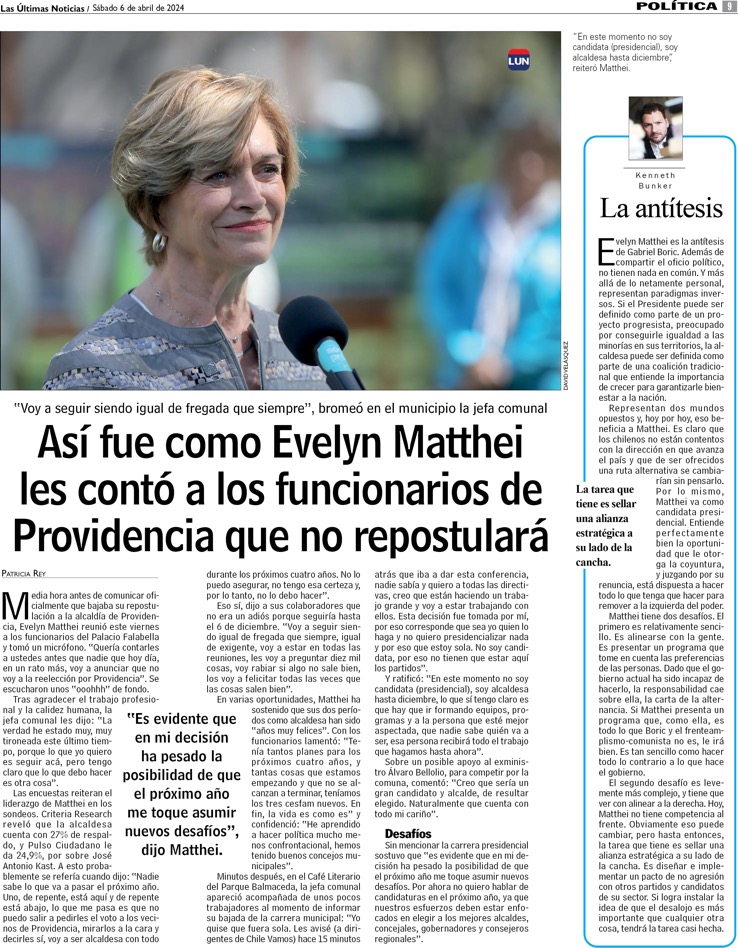 Las Últimas Noticias / Sábado 6 de abril de 2024
POLÍTICA 9
LUN
DAVID VELASQUEZ
"En este momento no soy
candidata (presidencial), soy
alcaldesa hasta diciembre",
reiteró Matthei.
"Voy a seguir siendo igual de fregada que siempre", bromeó en el municipio la jefa comunal
Así fue como Evelyn Matthei
les contó a los funcionarios de
Providencia que no repostulará
PATRICIA REY
Media hora antes de comunicar ofi-
cialmente que bajaba su repostu-
lación a la alcaldía de Providen-
cia, Evelyn Matthei reunió este viernes
a los funcionarios del Palacio Falabella
y tomó un micrófono. "Quería contarles
a ustedes antes que nadie que hoy día,
en un rato más, voy a anunciar que no
voy a la reelección por Providencia". Se
escucharon unos "ooohhh" de fondo.
Tras agradecer el trabajo profesio-
nal y la calidez humana, la
jefa comunal les dijo: "La
verdad he estado muy, muy
tironeada este último
tiempo, porque lo que yo quiero
es seguir acá, pero tengo
claro que lo que debo hacer
es otra cosa".
Las encuestas reiteran el
liderazgo de Matthei en los
sondeos. Criteria Research
reveló que la alcaldesa
cuenta con 27% de respal-
do, y Pulso Ciudadano le
da 24,9%, por sobre José
Antonio Kast. A esto proba-
blemente se refería cuando dijo: "Nadie
sabe lo que va a pasar el próximo año.
Uno, de repente, está aquí y de repente
está abajo, lo que me pasa es que no
puedo salir a pedirles el voto a los veci-
nos de Providencia, mirarlos a la cara y
decirles sí, voy a ser alcaldesa con todo
"Es evidente que
en mi decisión
ha pesado la
posibilidad de que
el próximo año
me toque asumir
nuevos desafíos",
dijo Matthei.
durante los próximos cuatro años. No lo
puedo asegurar, no tengo esa certeza y,
por lo tanto, no lo debo hacer".
Eso sí, dijo a sus colaboradores que
no era un adiós porque seguiría hasta
el 6 de diciembre. "Voy a seguir sien-
do igual de fregada que siempre, igual
de exigente, voy a estar en todas las
reuniones, les voy a preguntar diez mil
cosas, voy rabiar si algo no sale bien,
los voy a felicitar todas las veces que
las cosas salen bien".
En varias oportunidades, Matthei ha
sostenido que sus dos perío-
dos como alcaldesa han sido
"años muy felices". Con los
funcionarios lamentó: "Te-
nía tantos planes para los
próximos cuatro años, y
tantas cosas que estamos
empezando y que no se al-
canzan a terminar, teníamos
los tres cesfam nuevos. En
fin, la vida es como es" y
confidenció: "He aprendido
a hacer política mucho me-
nos confrontacional, hemos
tenido buenos concejos mu-
nicipales".
Minutos después, en el Café Literario
del Parque Balmaceda, la jefa comunal
apareció acompañada de unos pocos
trabajadores al momento de informar
su bajada de la carrera municipal: "Yo
quise que fuera sola. Les avisé (a diri-
gentes de Chile Vamos) hace 15 minutos
atrás que iba a dar esta conferencia,
nadie sabía y quiero a todas las directi-
vas, creo que están haciendo un traba-
jo grande y voy a estar trabajando con
ellos. Esta decisión fue tomada por mí,
por eso corresponde que sea yo quien lo
haga y no quiero presidencializar nada
y por eso que estoy sola. No soy candi-
data, por eso no tienen que estar aquí
los partidos".
Y ratificó: "En este momento no soy
candidata (presidencial), soy alcaldesa
hasta diciembre, lo que sí tengo claro es
que hay que ir formando equipos, pro-
gramas y a la persona que esté mejor
aspectada, que nadie sabe quién va a
ser, esa persona recibirá todo el trabajo
que hagamos hasta ahora".
Sobre un posible apoyo al exminis-
tro Álvaro Bellolio, para competir por la
comuna, comentó: "Creo que sería un
gran candidato y alcalde, de resultar
elegido. Naturalmente que cuenta con
todo mi cariño".
Desafíos
Sin mencionar la carrera presidencial
sostuvo que "es evidente que en mi de-
cisión ha pesado la posibilidad de que
el próximo año me toque asumir nuevos
desafíos. Por ahora no quiero hablar de
candidaturas en el próximo año, ya que
nuestros esfuerzos deben estar enfo-
cados en elegir a los mejores alcaldes,
concejales, gobernadores y consejeros
regionales".
Kenneth
Bunker
La antítesis
Evelyn Matthei es la antítesis
de Gabriel Boric. Además de
compartir el oficio político,
no tienen nada en común. Y más
allá de lo netamente personal,
representan paradigmas inver-
sos. Si el Presidente puede ser
definido como parte de un pro-
yecto progresista, preocupado
por conseguirle igualdad a las
minorías en sus territorios, la al-
caldesa puede ser definida como
parte de una coalición tradicio-
nal que entiende la importancia
de crecer para garantizarle bien-
estar a la nación.
Representan dos mundos
opuestos y, hoy por hoy, eso be-
neficia a Matthei. Es claro que
los chilenos no están contentos
con la dirección en que avanza
el país y que de ser ofrecidos
una ruta alternativa se cambia-
rían sin pensarlo.
Por lo mismo,
Matthei va como
candidata presi-
dencial. Entiende
perfectamente
bien la oportuni-
dad que le otor-
ga la coyuntura,
y juzgando por su
renuncia, está dispuesta a hacer
todo lo que tenga que hacer para
remover a la izquierda del poder.
La tarea que
tiene es sellar
una alianza
estratégica a
su lado de la
cancha.
Matthei tiene dos desafíos. El
primero es relativamente senci-
llo. Es alinearse con la gente.
Es presentar un programa que
tome en cuenta las preferencias
de las personas. Dado que el go-
bierno actual ha sido incapaz de
hacerlo, la responsabilidad cae
sobre ella, la carta de la alter-
nancia. Si Matthei presenta un
programa que, como ella, es
todo lo que Boric y el frenteam-
plismo-comunista no es, le irá
bien. Es tan sencillo como hacer
todo lo contrario a lo que hace
el gobierno.
El segundo desafío es leve-
mente más complejo, y tiene que
ver con alinear a la derecha. Hoy,
Matthei no tiene competencia al
frente. Obviamente eso puede
cambiar, pero hasta entonces,
la tarea que tiene es sellar una
alianza estratégica a su lado de
la cancha. Es diseñar e imple-
mentar un pacto de no agresión
con otros partidos y candidatos
de su sector. Si logra instalar la
idea de que el desalojo es más
importante que cualquier otra
cosa, tendrá la tarea casi hecha.